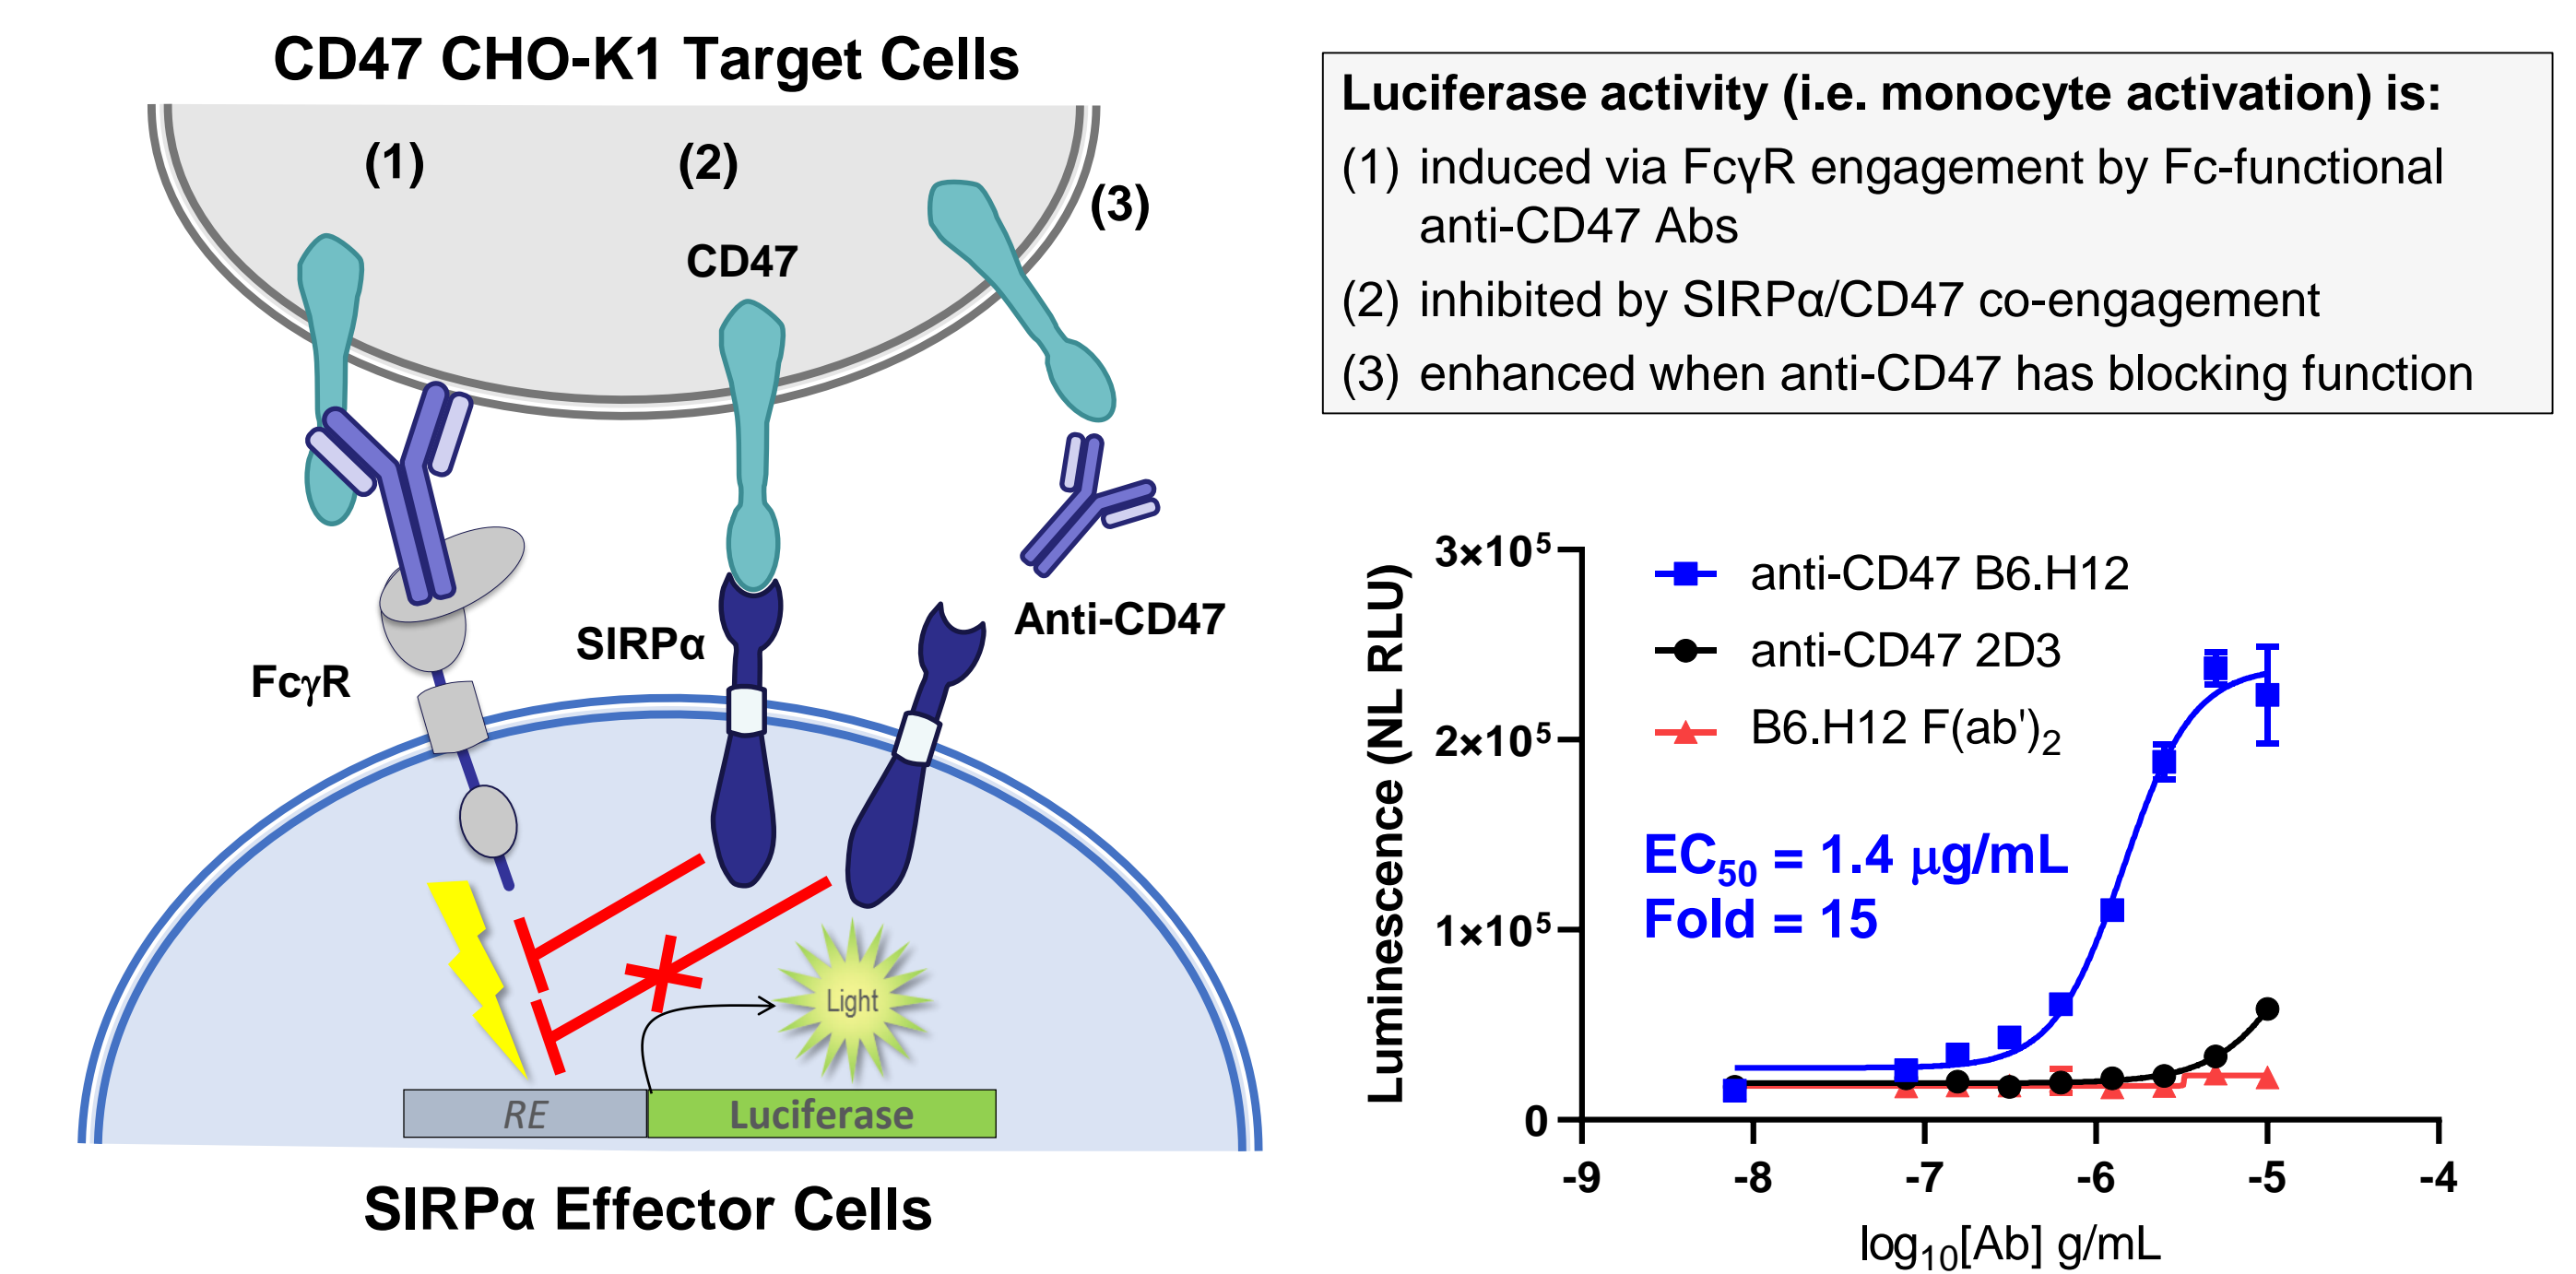 CD47 CHO-K1 Target Cells
(1)
(2)
(3)
CD47
Anti-CD47
SIRPα
FcγR
Light
RE
Luciferase
SIRPα Effector Cells
Luciferase activity (i.e. monocyte activation) is:
(1) induced via FcγR engagement by Fc-functional
anti-CD47 Abs
(2) inhibited by SIRPα/CD47 co-engagement
(3) enhanced when anti-CD47 has blocking function
Luminescence (NL RLU)
3×10⁵
2×10⁵
1×10⁵
0
anti-CD47 B6.H12
anti-CD47 2D3
B6.H12 F(ab')₂
EC₅₀ = 1.4 μg/mL
Fold = 15
-9 -8 -7 -6 -5 -4
log₁₀[Ab] g/mL